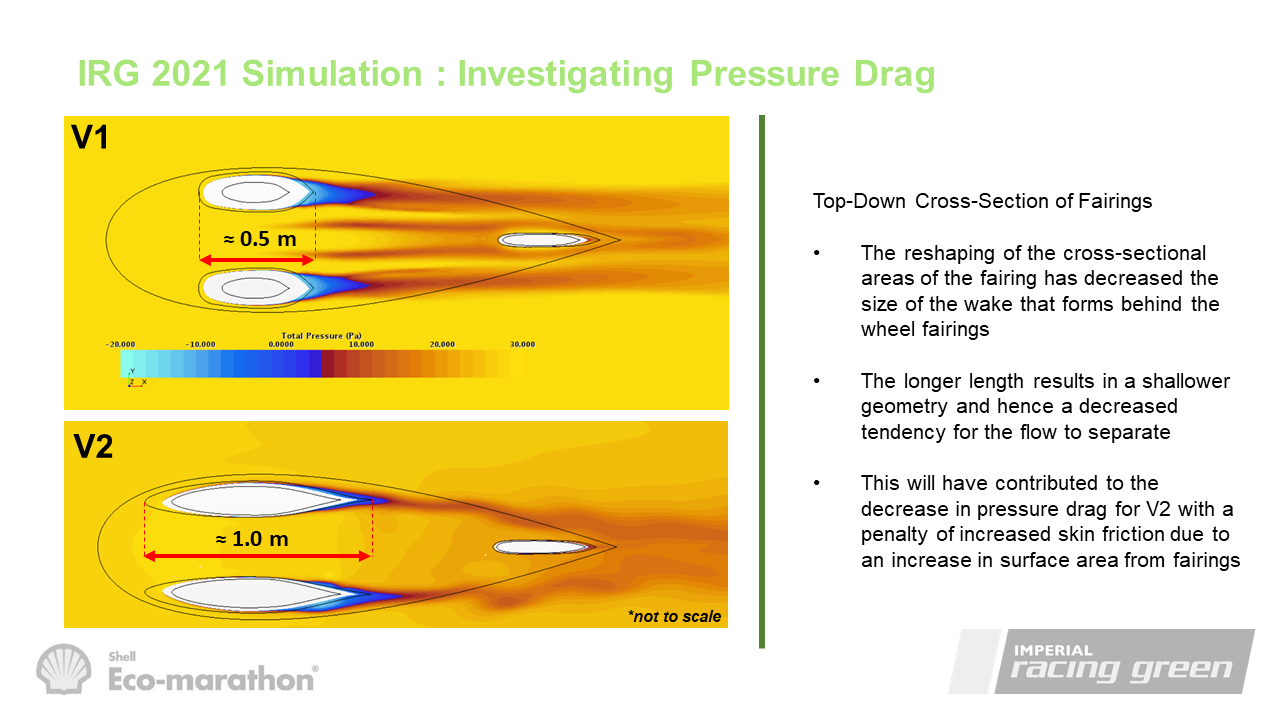 IRG 2021 Simulation : Investigating Pressure Drag
V1
≈ 0.5 m
Total Pressure (Pa)
-20.000 -10.000 0.0000 10.000 20.000 30.000
Y
Z X
V2
≈ 1.0 m
*not to scale
Top-Down Cross-Section of Fairings
• The reshaping of the cross-sectional
areas of the fairing has decreased the
size of the wake that forms behind the
wheel fairings
• The longer length results in a shallower
geometry and hence a decreased
tendency for the flow to separate
• This will have contributed to the
decrease in pressure drag for V2 with a
penalty of increased skin friction due to
an increase in surface area from fairings
Shell
Eco-marathon®
IMPERIAL
racing green